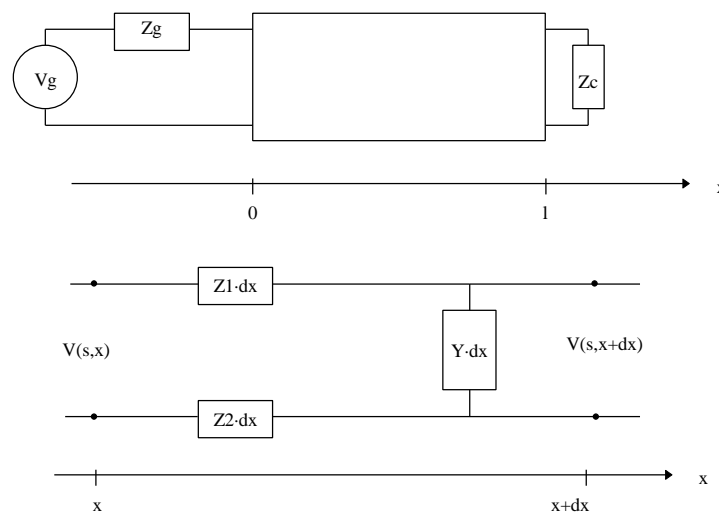 Zg
Vg
Zc
0
1
Z1·dx
V(s,x)
Y·dx
V(s,x+dx)
Z2·dx
x
x
x+dx